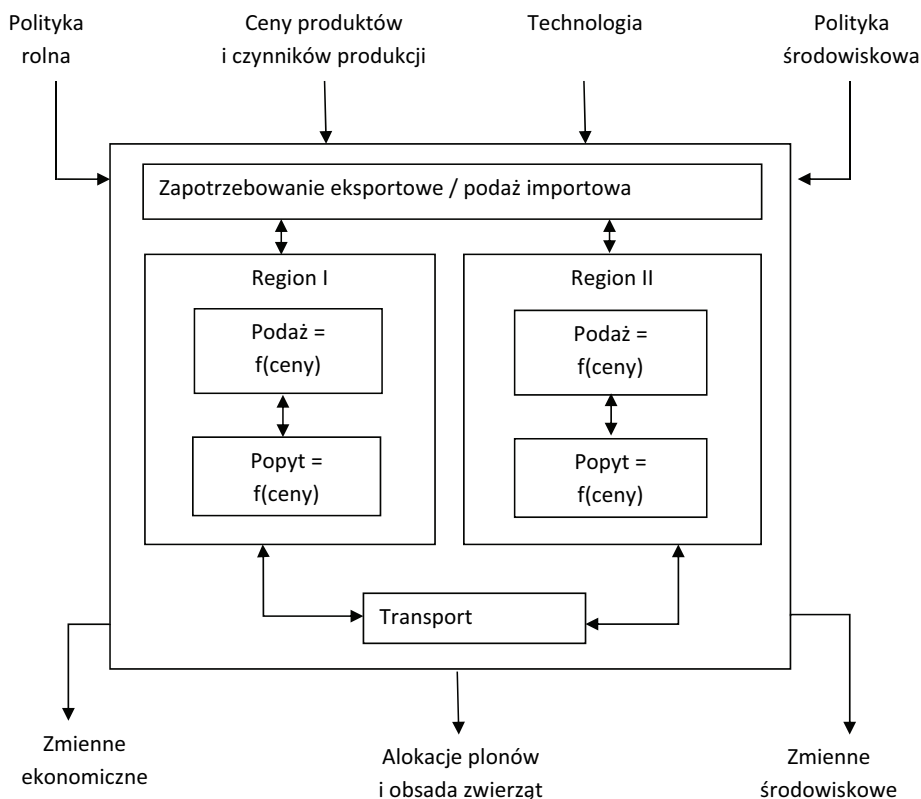 Polityka
rolna
Ceny produktów
i czynników produkcji
Technologia
Polityka
środowiskowa
Zapotrzebowanie eksportowe / podaż importowa
Region I
Podaż =
f(ceny)
Popyt =
f(ceny)
Region II
Podaż =
f(ceny)
Popyt =
f(ceny)
Transport
Zmienne
ekonomiczne
Alokacje plonów
i obsada zwierząt
Zmienne
środowiskowe